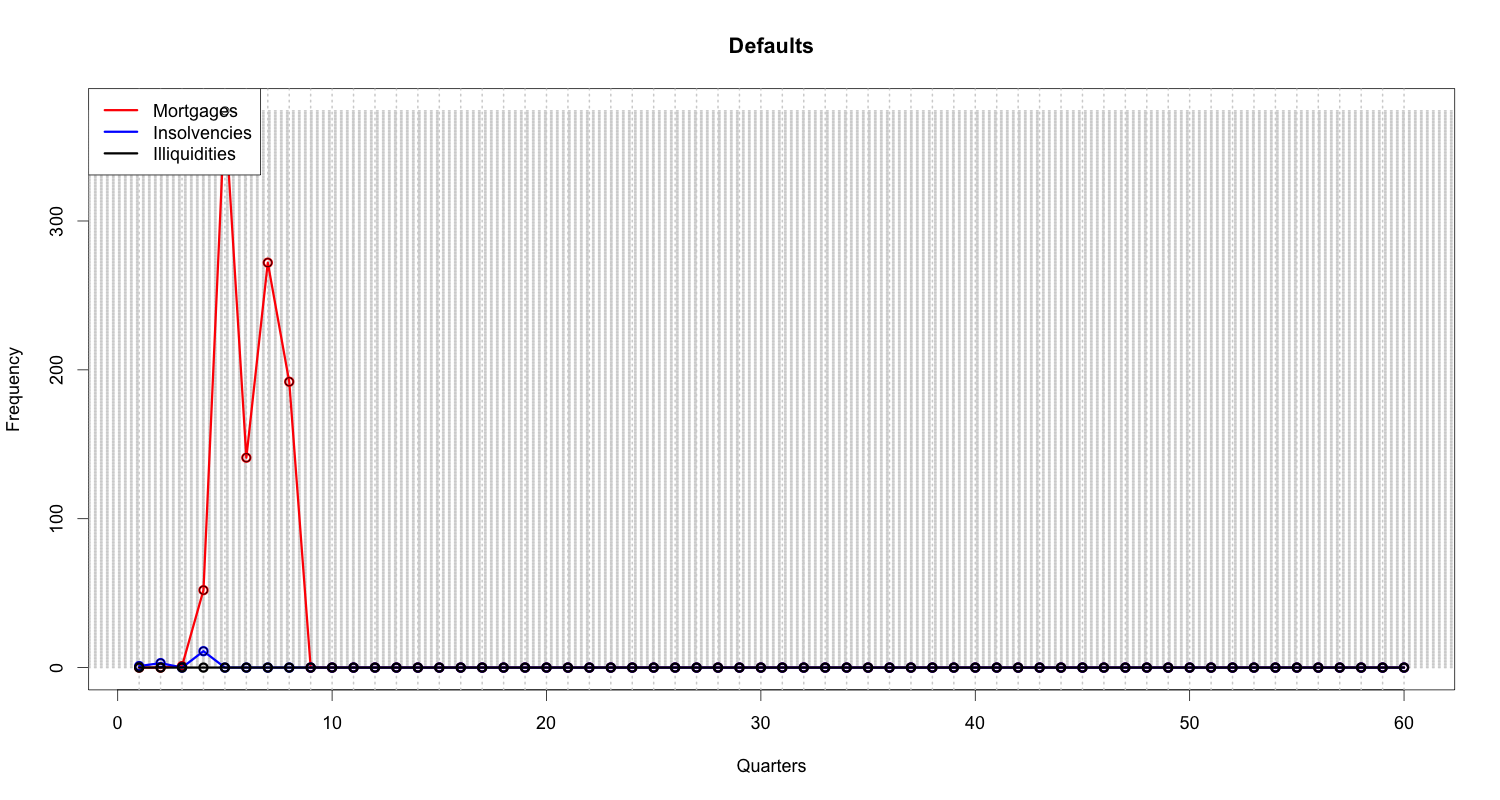 Defaults
Mortgages
Insolvencies
Illiquidities
Frequency
300
200
100
0
0 10 20 30 40 50 60
Quarters